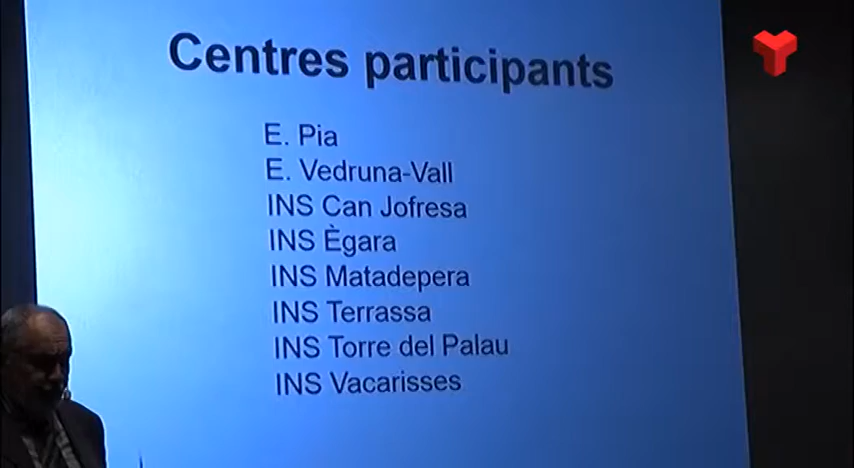 Centres participants
E. Pia
E. Vedruna-Vall
INS Can Jofresa
INS Ègara
INS Matadepera
INS Terrassa
INS Torre del Palau
INS Vacarisses